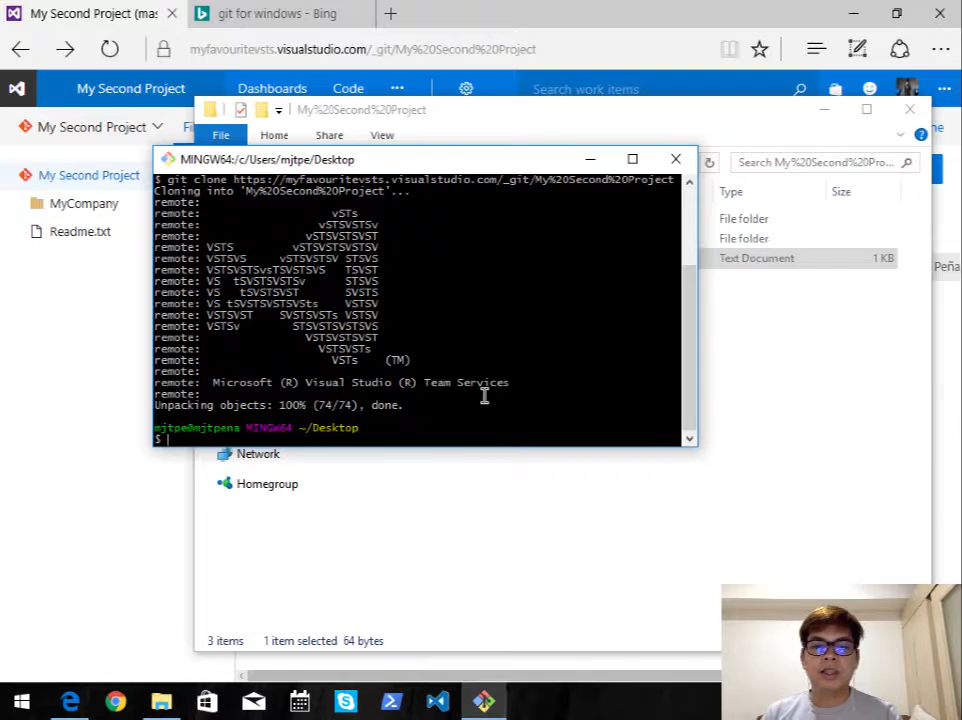 My Second Project (mas
git for windows - Bing
myfavouritevsts.visualstudio.com/_git/My%20Second%20Project
My Second Project
Dashboards
Code
Search work items
My Second Project
My%20Second%20Project
File
Home
Share
View
My Second Project
MyCompany
Readme.txt
Search My%20Second%20Pro...
Type
Size
File folder
File folder
Text Document
1 KB
Peña
MINGW64:/c/Users/mjtpe/Desktop
$ git clone https://myfavouritevsts.visualstudio.com/_git/My%20Second%20Project
Cloning into 'My%20Second%20Project'...
remote:
remote: vSTs
remote: vSTSVSTSv
remote: vSTSVSTSVST
remote: VSTS vSTSVSTSVSTSV
remote: VSTSVS vSTSVSTSV STSVS
remote: VSTSVSTSvsTSVSTSVS TSVST
remote: VS tSVSTSVSTSv STSVS
remote: VS tSVSTSVST SVSTS
remote: VS tSVSTSVSTSVSts VSTSV
remote: VSTSVST SVSTSVSTs VSTSV
remote: VSTSv STSVSTSVSTSVS
remote: VSTSVSTSVST
remote: VSTSVSTs
remote: VSTs (TM)
remote:
remote: Microsoft (R) Visual Studio (R) Team Services
remote:
Unpacking objects: 100% (74/74), done.
mjtpe@mjtpena MINGW64 ~/Desktop
$
Network
Homegroup
3 items
1 item selected 64 bytes